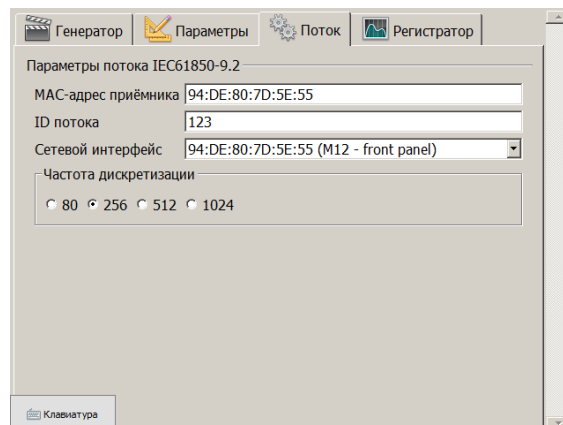 Генератор Параметры Поток Регистратор
Параметры потока IEC61850-9.2
МАС-адрес приёмника 94:DE:80:7D:5E:55
ID потока 123
Сетевой интерфейс 94:DE:80:7D:5E:55 (M12 - front panel)
Частота дискретизации
80 256 512 1024
Клавиатура